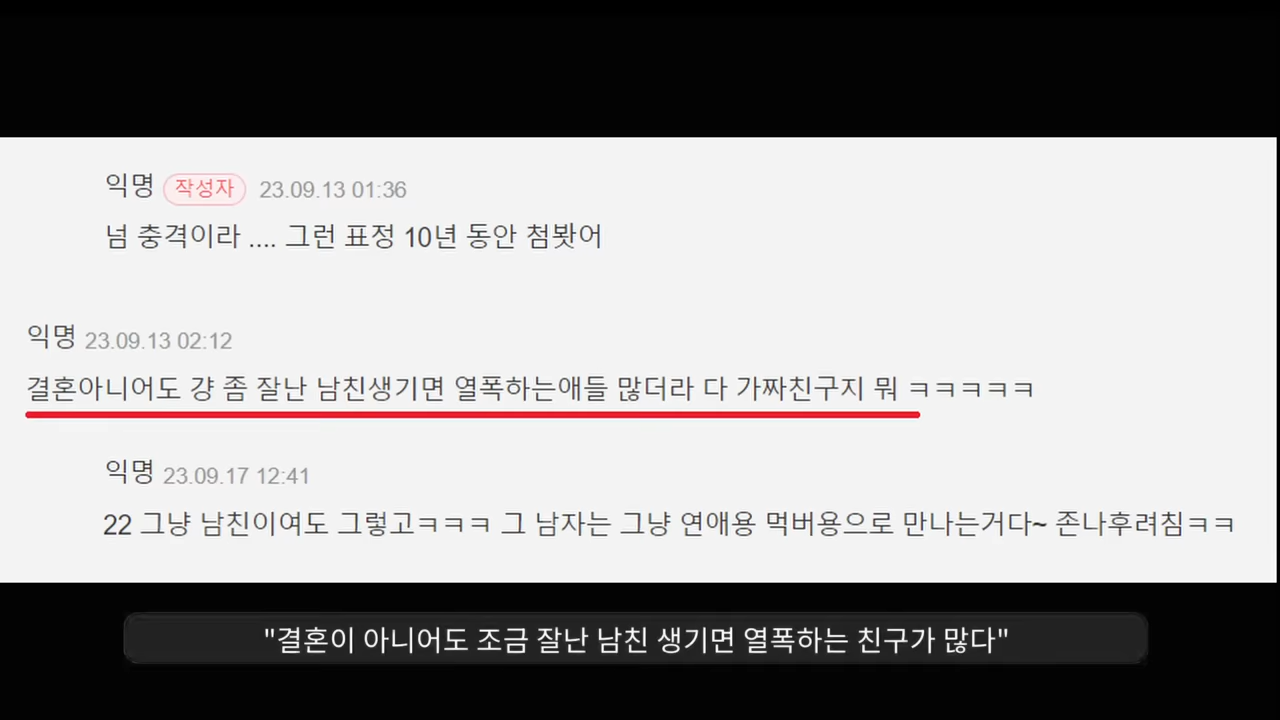 익명 작성자 23.09.13 01:36
넘 충격이라 .... 그런 표정 10년 동안 첨봣어
익명 23.09.13 02:12
결혼아니어도 걍 좀 잘난 남친생기면 열폭하는애들 많더라 다 가짜친구지 뭐 ㅋㅋㅋㅋㅋ
익명 23.09.17 12:41
22 그냥 남친이여도 그렇고ㅋㅋㅋ 그 남자는 그냥 연애용 먹버용으로 만나는거다~ 존나후려침ㅋㅋ
"결혼이 아니어도 조금 잘난 남친 생기면 열폭하는 친구가 많다"